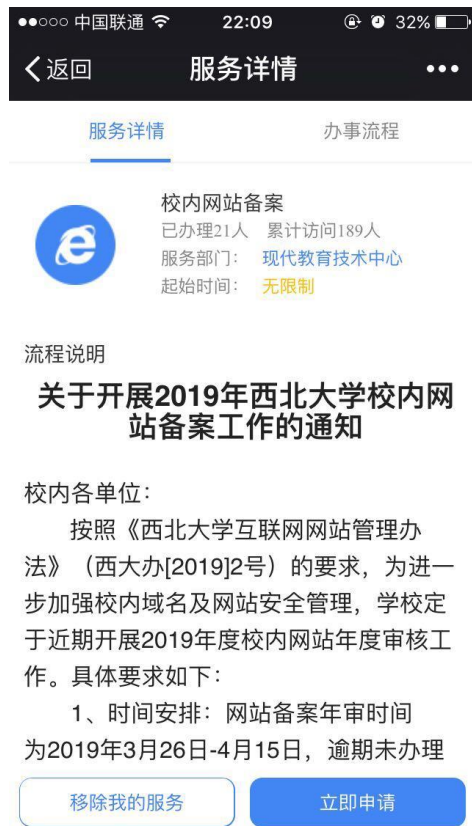 中国联通 22:09 32%
返回 服务详情
服务详情 办事流程
校内网站备案
已办理21人 累计访问189人
服务部门: 现代教育技术中心
起始时间: 无限制
流程说明
关于开展2019年西北大学校内网
站备案工作的通知
校内各单位:
按照《西北大学互联网网站管理办
法》（西大办[2019]2号）的要求，为进一
步加强校内域名及网站安全管理，学校定
于近期开展2019年度校内网站年度审核工
作。具体要求如下:
1、时间安排: 网站备案年审时间
为2019年3月26日-4月15日，逾期未办理
移除我的服务 立即申请